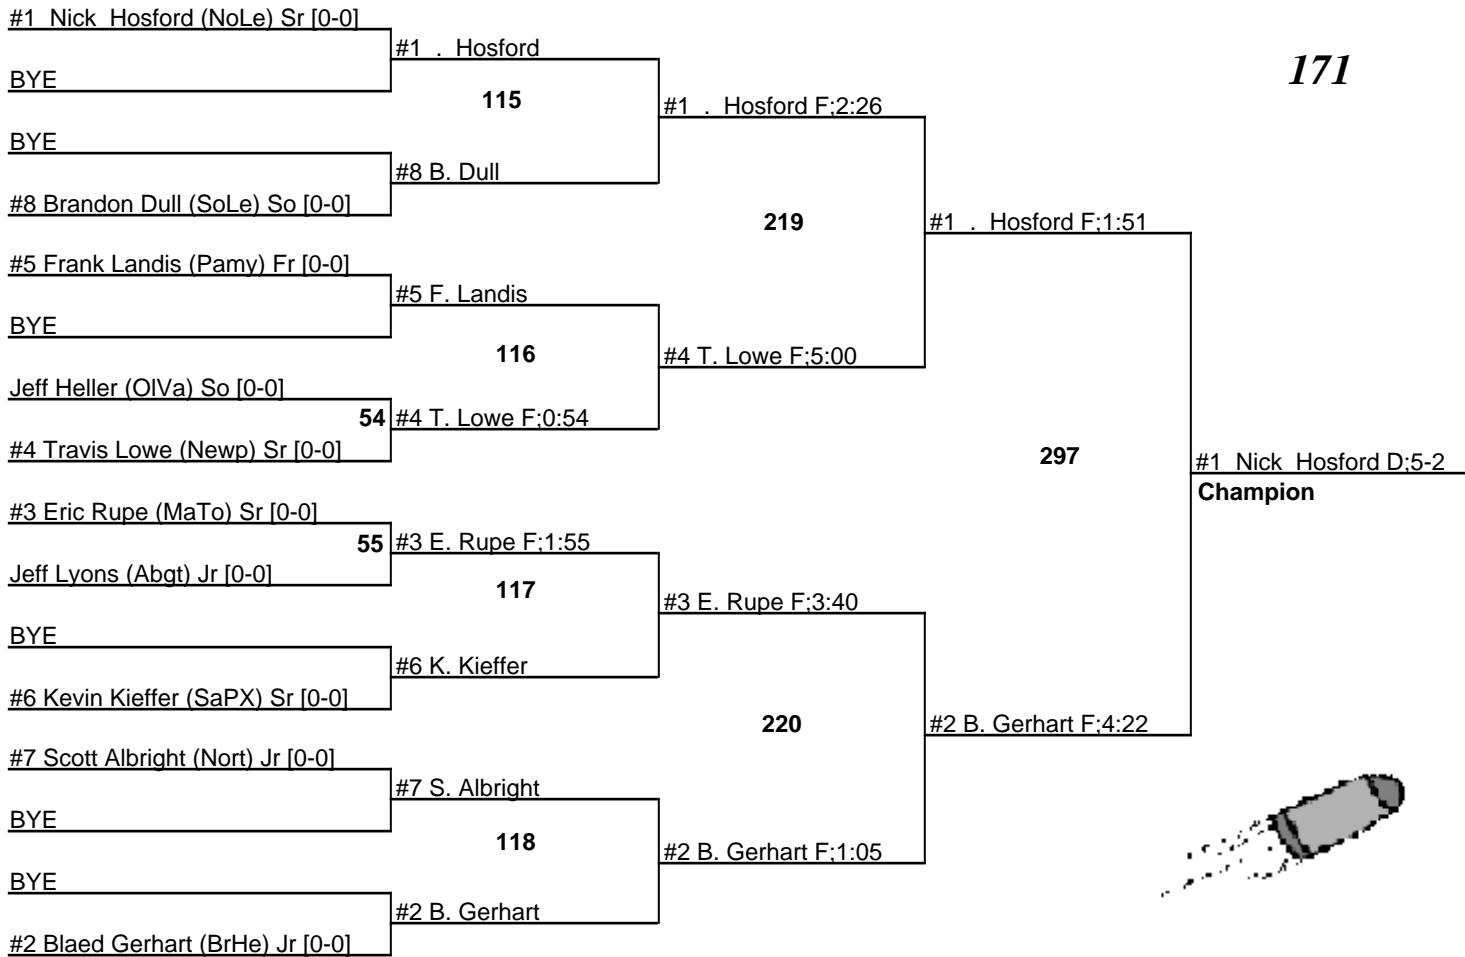 #1 Nick Hosford (NoLe) Sr [0-0]
#1 . Hosford
171
BYE
115
#1 . Hosford F;2:26
BYE
#8 B. Dull
#8 Brandon Dull (SoLe) So [0-0]
219
#1 . Hosford F;1:51
#5 Frank Landis (Pamy) Fr [0-0]
#5 F. Landis
BYE
116
#4 T. Lowe F;5:00
Jeff Heller (OlVa) So [0-0]
54
#4 T. Lowe F;0:54
#4 Travis Lowe (Newp) Sr [0-0]
297
#1 Nick Hosford D;5-2
Champion
#3 Eric Rupe (MaTo) Sr [0-0]
55
#3 E. Rupe F;1:55
Jeff Lyons (Abgt) Jr [0-0]
117
#3 E. Rupe F;3:40
BYE
#6 K. Kieffer
#6 Kevin Kieffer (SaPX) Sr [0-0]
220
#2 B. Gerhart F;4:22
#7 Scott Albright (Nort) Jr [0-0]
#7 S. Albright
BYE
118
#2 B. Gerhart F;1:05
BYE
#2 B. Gerhart
#2 Blaed Gerhart (BrHe) Jr [0-0]